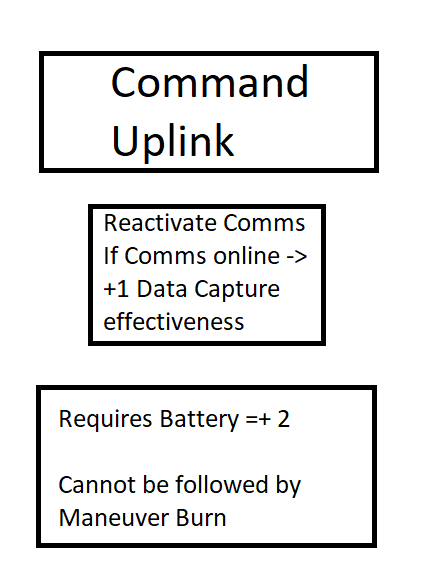 Command
Uplink
Reactivate Comms
If Comms online ->
+1 Data Capture
effectiveness
Requires Battery =+ 2
Cannot be followed by
Maneuver Burn